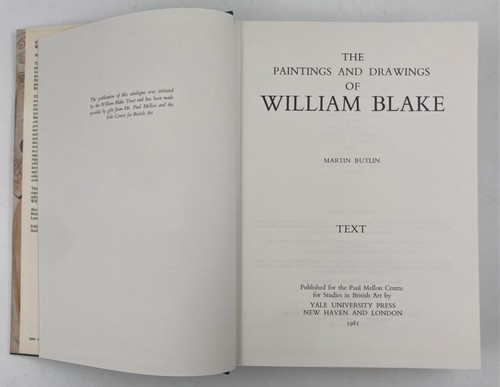 The publication of this catalogue was initiated
by the William Blake Trust and has been made
possible by gifts from Mr. Paul Mellon and the
Yale Center for British Art
THE
PAINTINGS AND DRAWINGS
OF
WILLIAM BLAKE
MARTIN BUTLIN
TEXT
Published for the Paul Mellon Centre
for Studies in British Art by
YALE UNIVERSITY PRESS
NEW HAVEN AND LONDON
1981